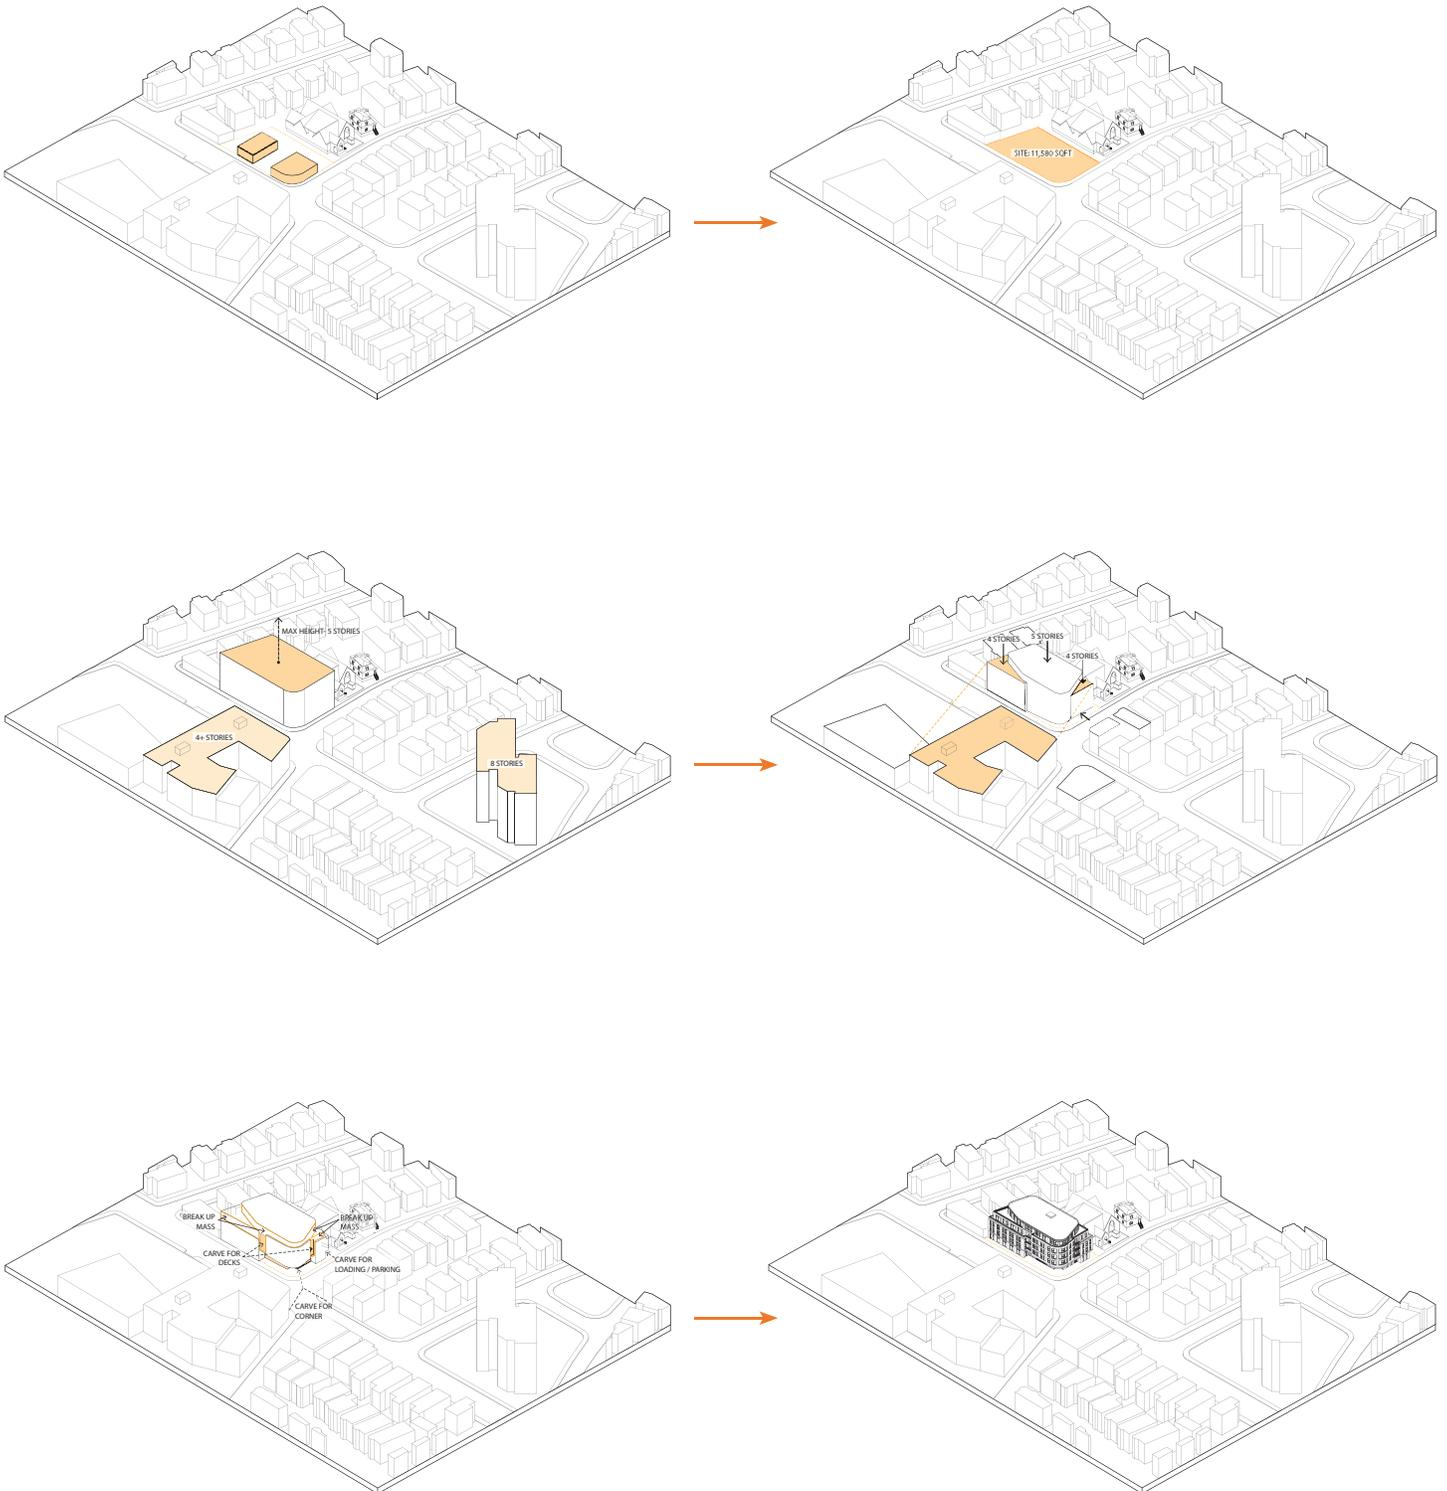 SITE: 11,580 SQFT
MAX HEIGHT- 5 STORIES
4+ STORIES
8 STORIES
4 STORIES
5 STORIES
4 STORIES
BREAK UP
MASS
BREAK UP
MASS
CARVE FOR
DECKS
CARVE FOR
LOADING / PARKING
CARVE FOR
CORNER